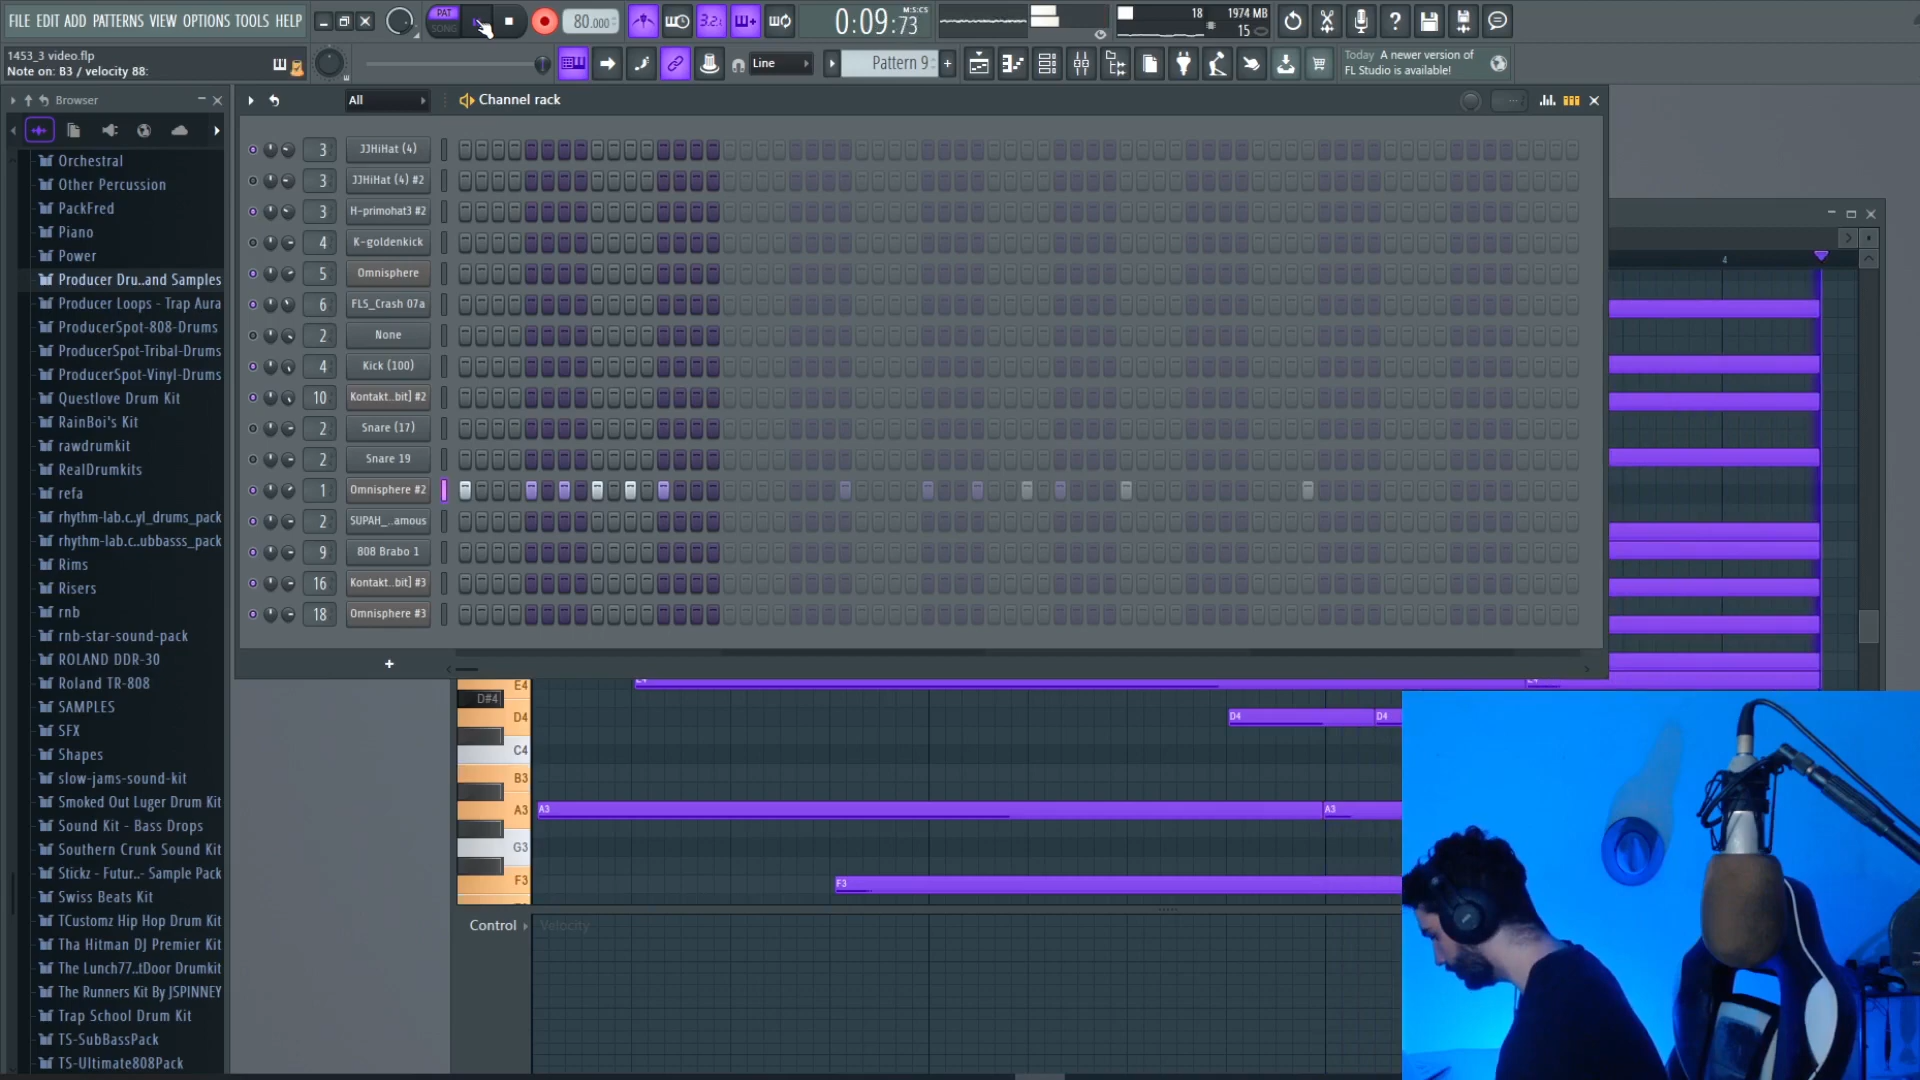 FILE EDIT ADD PATTERNS VIEW OPTIONS TOOLS HELP
PAT
SONG
80.000
3.2:
0:09:73
M:S:CS
18
1974 MB
15
1453_3 video.flp
Note on: B3 / velocity 88:
Line
Pattern 9
Today A newer version of
FL Studio is available!
Browser
All
Channel rack
Orchestral
Other Percussion
PackFred
Piano
Power
Producer Dru..and Samples
Producer Loops - Trap Aura
ProducerSpot-808-Drums
ProducerSpot-Tribal-Drums
ProducerSpot-Vinyl-Drums
Questlove Drum Kit
RainBoi's Kit
rawdrumkit
RealDrumkits
refa
rhythm-lab.c..yl_drums_pack
rhythm-lab.c..ubbasss_pack
Rims
Risers
rnb
rnb-star-sound-pack
ROLAND DDR-30
Roland TR-808
SAMPLES
SFX
Shapes
slow-jams-sound-kit
Smoked Out Luger Drum Kit
Sound Kit - Bass Drops
Southern Crunk Sound Kit
Stickz - Futur..- Sample Pack
Swiss Beats Kit
TCustomz Hip Hop Drum Kit
Tha Hitman DJ Premier Kit
The Lunch77..tDoor Drumkit
The Runners Kit By JSPINNEY
Trap School Drum Kit
TS-SubBassPack
TS-Ultimate808Pack
3 JJHiHat (4)
3 JJHiHat (4) #2
3 H-primohat3 #2
4 K-goldenkick
5 Omnisphere
6 FLS_Crash 07a
2 None
4 Kick (100)
10 Kontakt..bit] #2
2 Snare (17)
2 Snare 19
1 Omnisphere #2
2 SUPAH_..amous
9 808 Brabo 1
16 Kontakt..bit] #3
18 Omnisphere #3
4
E4
D#4
D4
D4
D4
C4
B3
A3
A3
A3
G3
F3
F3
Control
Velocity